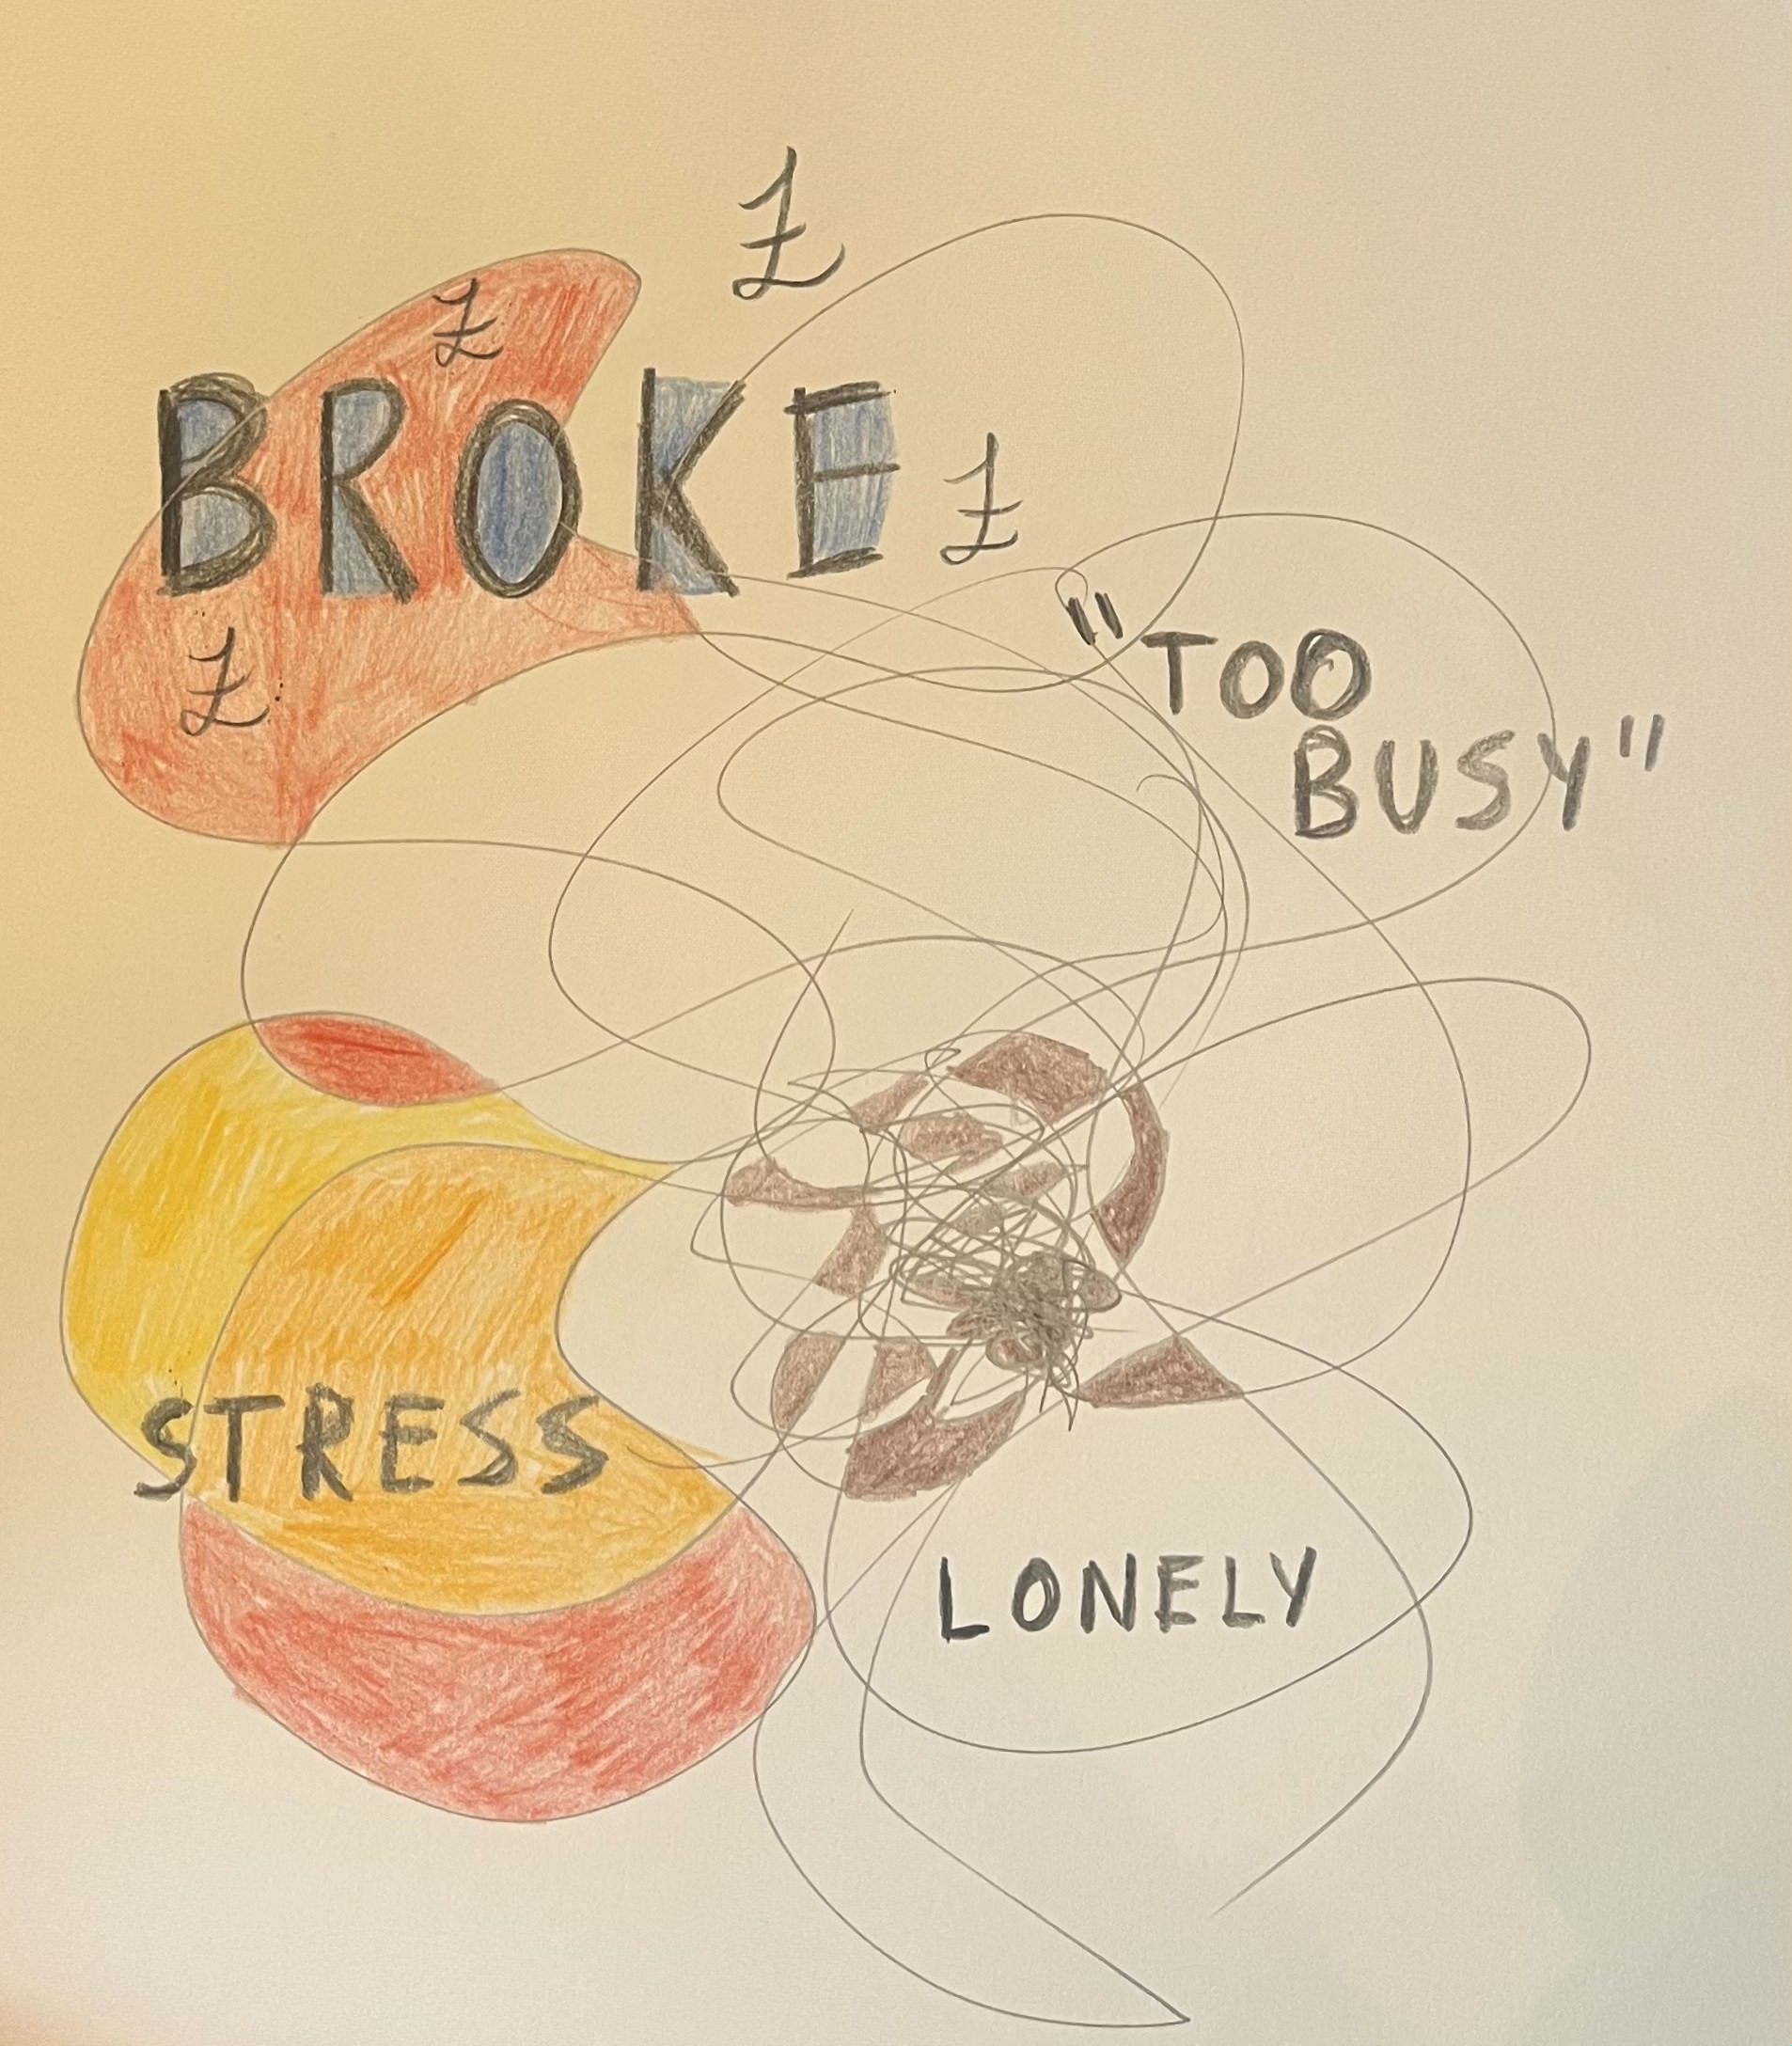 £
£
BROKE
£
£
"TOO
BUSY"
STRESS
LONELY